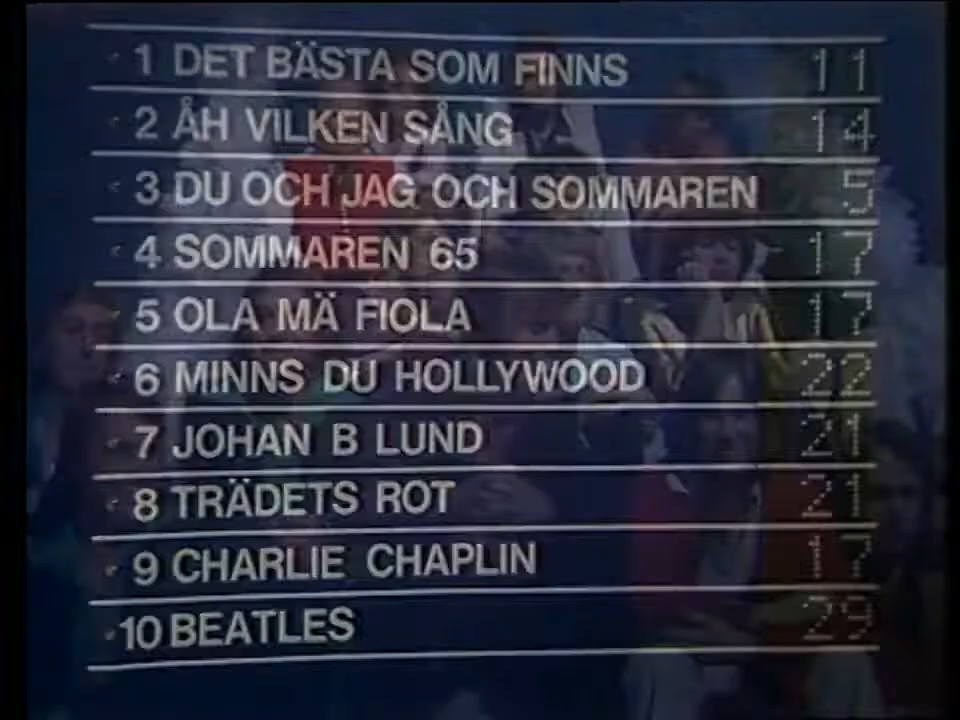 1 DET BÄSTA SOM FINNS 11
2 ÅH VILKEN SÅNG 14
3 DU OCH JAG OCH SOMMAREN 5
4 SOMMAREN 65 17
5 OLA MÄ FIOLA
6 MINNS DU HOLLYWOOD 22
7 JOHAN B LUND 21
8 TRÄDETS ROT 21
9 CHARLIE CHAPLIN
10 BEATLES 29